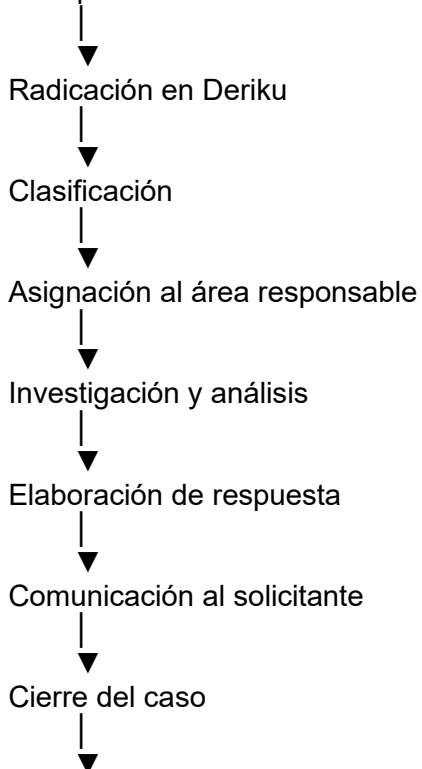 Radicación en Deriku
Clasificación
Asignación al área responsable
Investigación y análisis
Elaboración de respuesta
Comunicación al solicitante
Cierre del caso